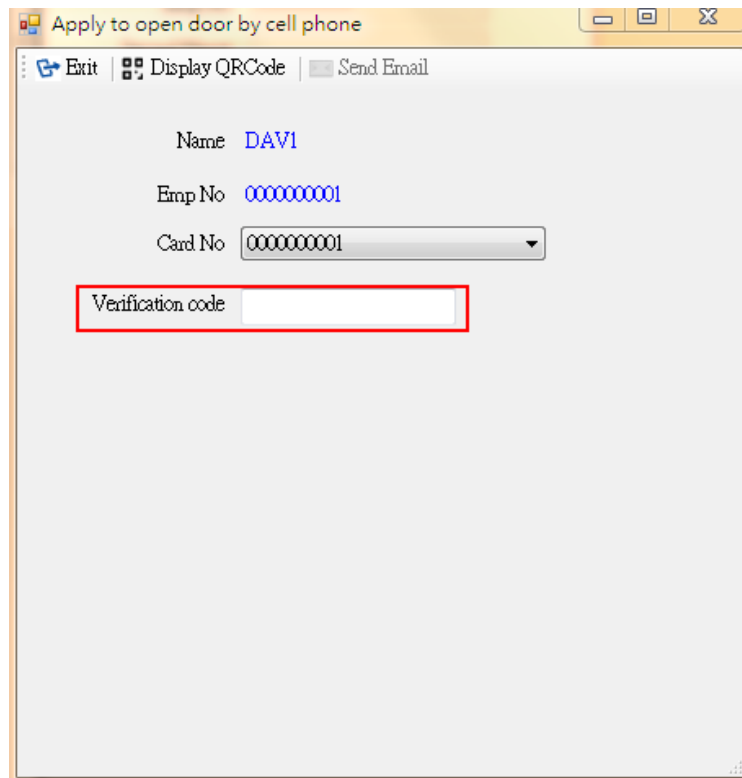 Apply to open door by cell phone
Exit Display QRCode Send Email
Name DAV1
Emp No 0000000001
Card No 0000000001
Verification code